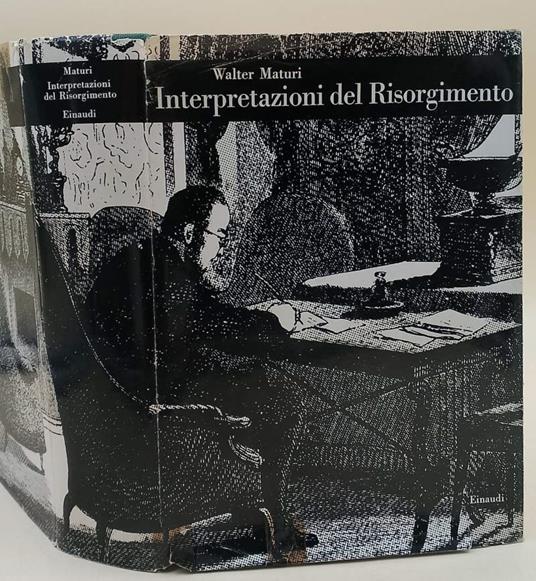 Maturi
Interpretazioni
del Risorgimento
Einaudi
Walter Maturi
Interpretazioni del Risorgimento
Einaudi